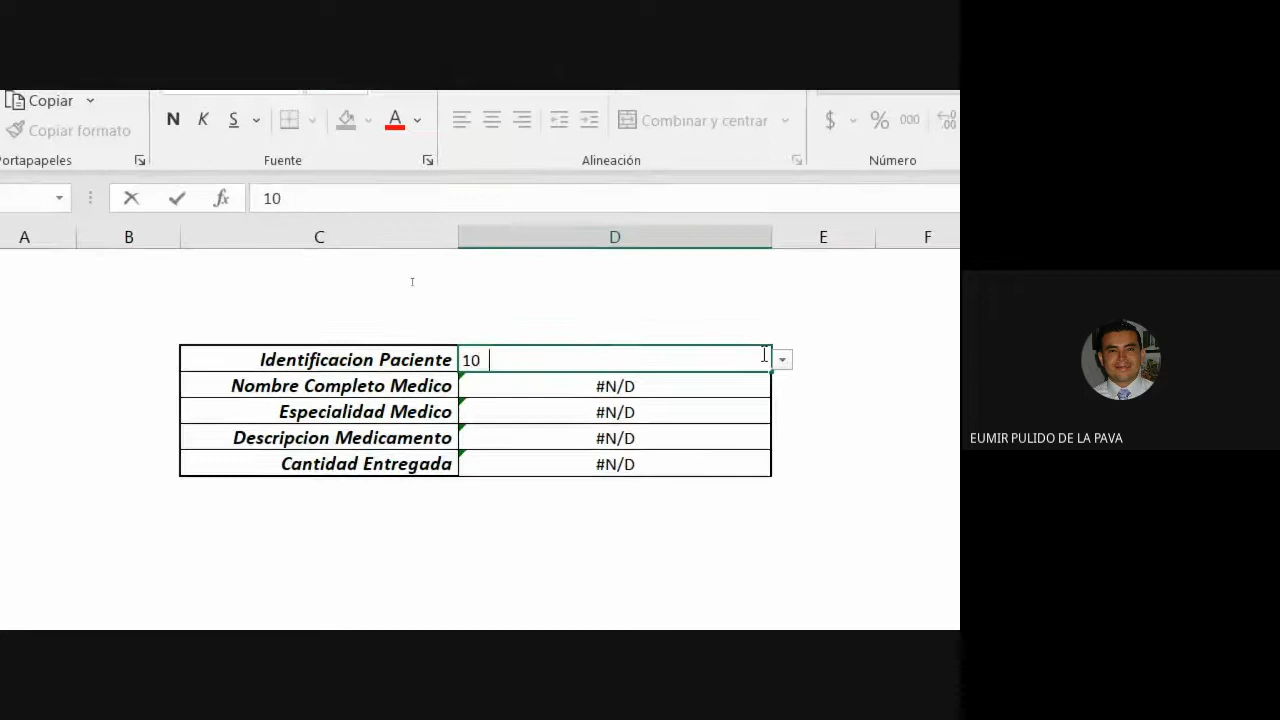 Copiar
N K S A Combinar y centrar $ % 000
Copiar formato
ortapapeles Fuente Alineación Número
fx 10
A B C D E F
Identificacion Paciente 10
Nombre Completo Medico #N/D
Especialidad Medico #N/D
Descripcion Medicamento #N/D
Cantidad Entregada #N/D
EUMIR PULIDO DE LA PAVA